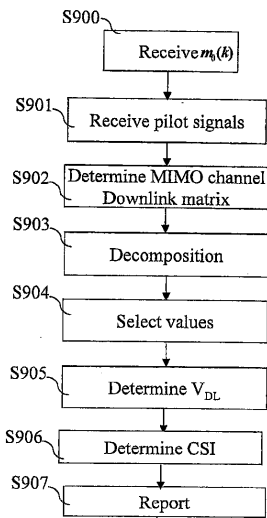 S900
Receive m₀(k)
S901
Receive pilot signals
S902
Determine MIMO channel
Downlink matrix
S903
Decomposition
S904
Select values
S905
Determine V_DL
S906
Determine CSI
S907
Report